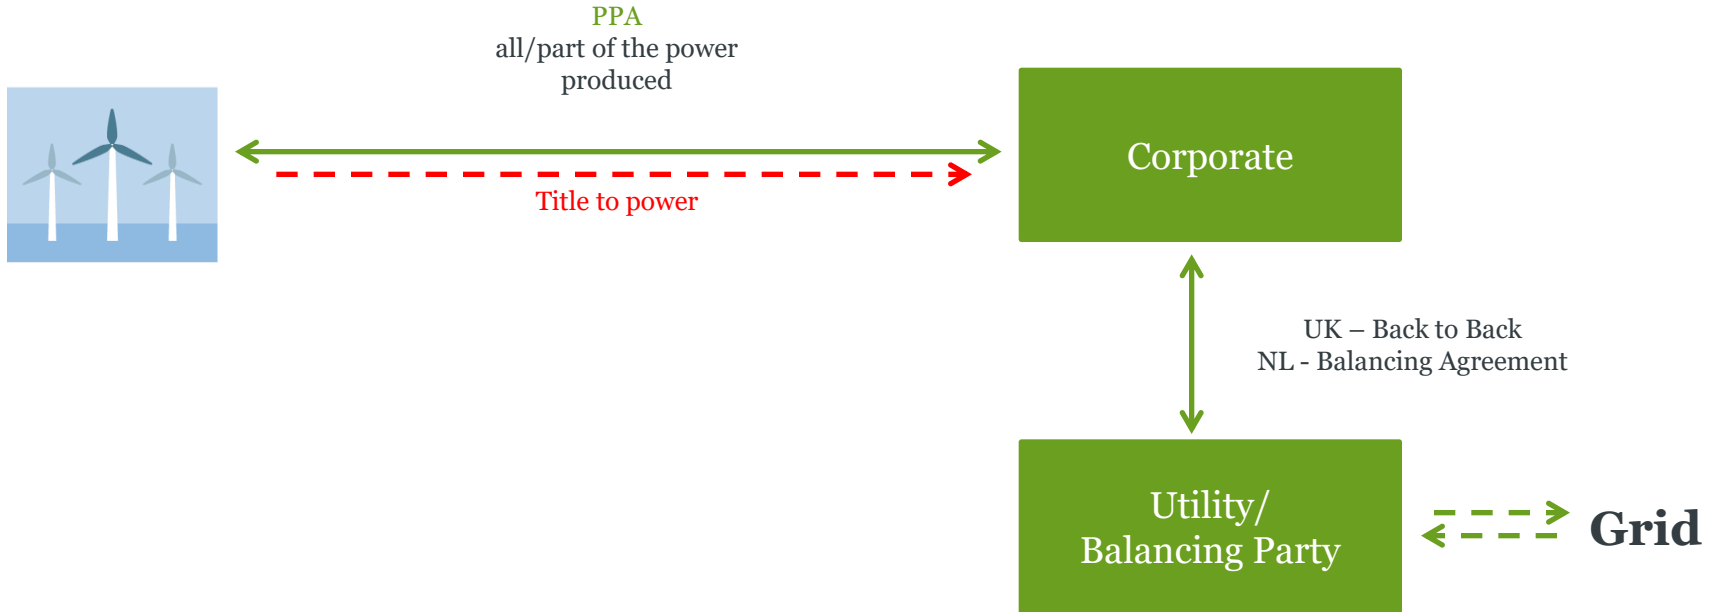 PPA
all/part of the power
produced
Title to power
Corporate
UK – Back to Back
NL - Balancing Agreement
Utility/
Balancing Party
Grid